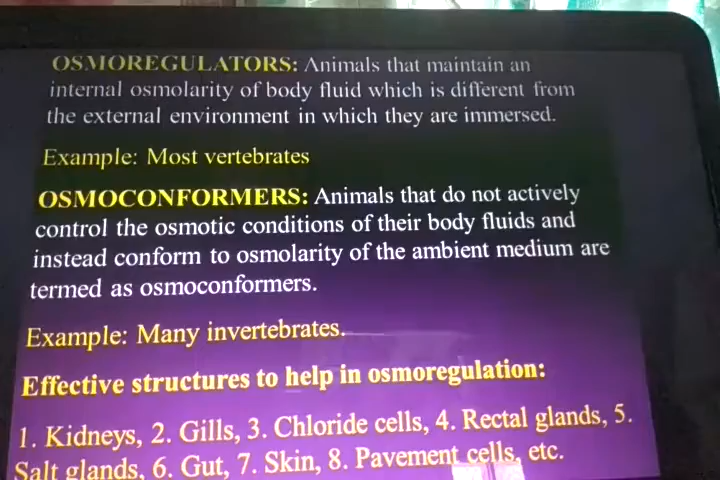 OSMOREGULATORS: Animals that maintain an
internal osmolarity of body fluid which is different from
the external environment in which they are immersed.
Example: Most vertebrates
OSMOCONFORMERS: Animals that do not actively
control the osmotic conditions of their body fluids and
instead conform to osmolarity of the ambient medium are
termed as osmoconformers.
Example: Many invertebrates.
Effective structures to help in osmoregulation:
1. Kidneys, 2. Gills, 3. Chloride cells, 4. Rectal glands, 5.
Salt glands, 6. Gut, 7. Skin, 8. Pavement cells, etc.